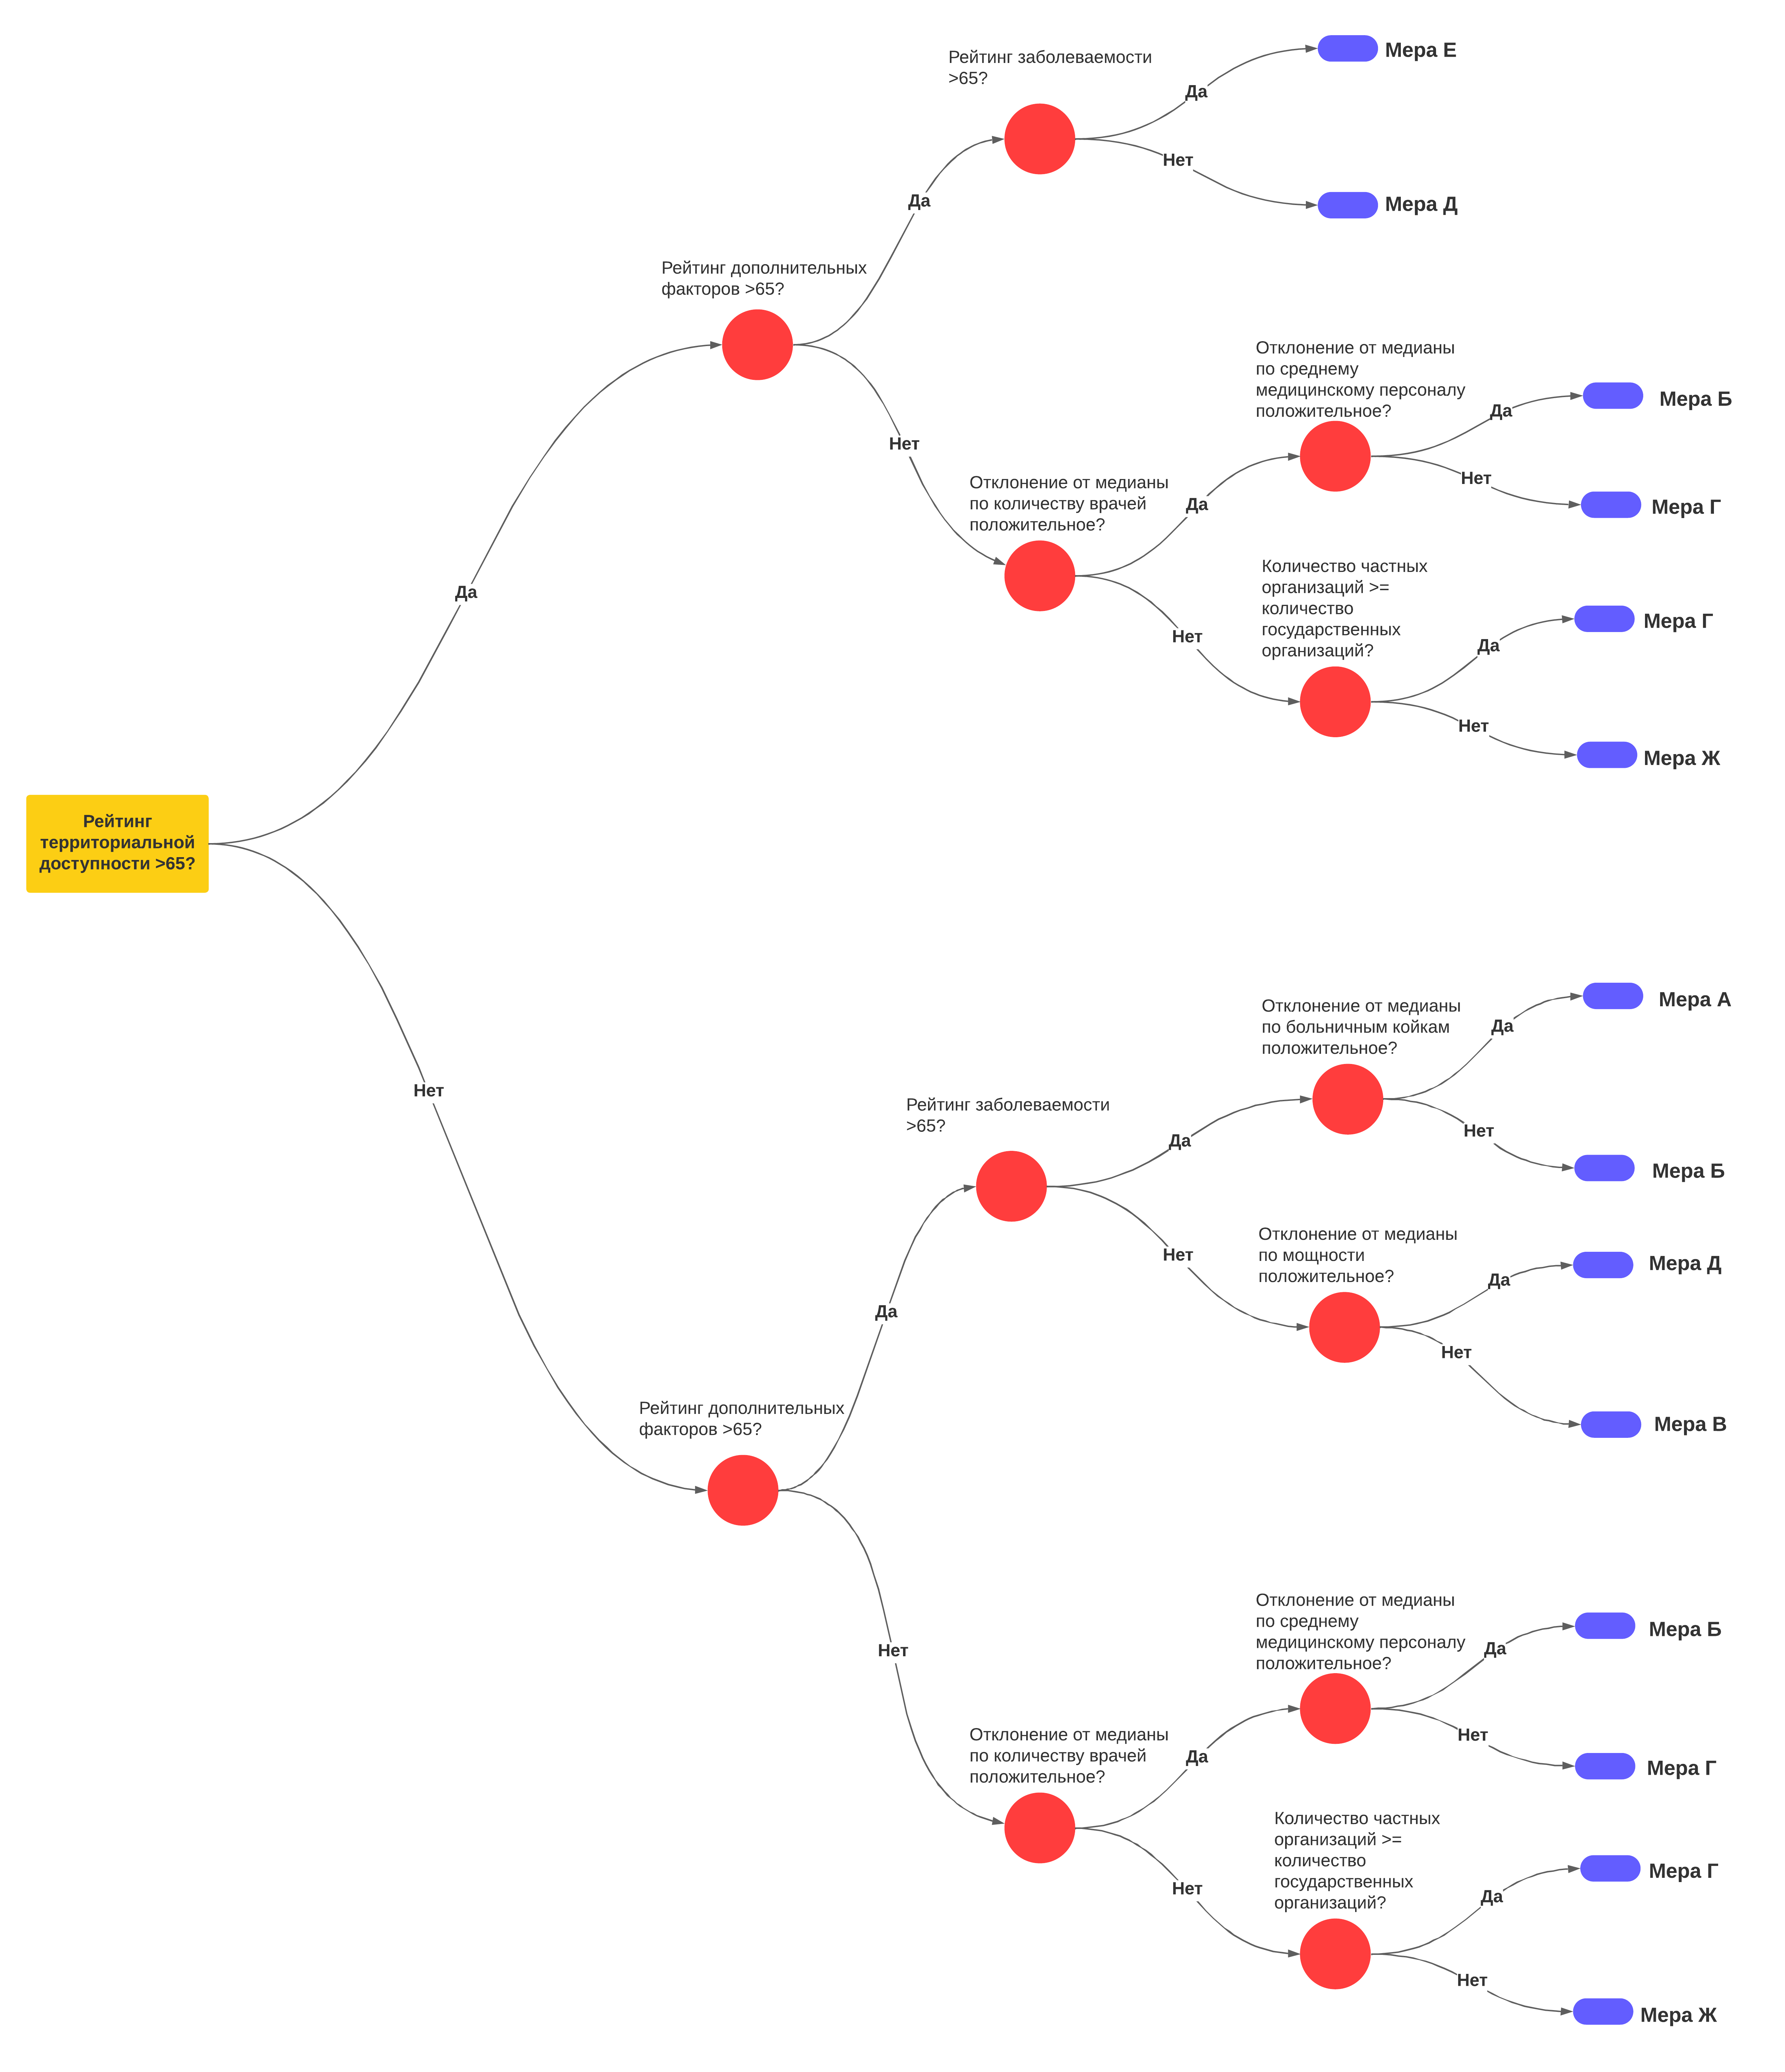 Рейтинг заболеваемости
>65?
Да
Мера Е
Нет
Мера Д
Да
Рейтинг дополнительных
факторов >65?
Нет
Отклонение от медианы
по среднему
медицинскому персоналу
положительное?
Да
Мера Б
Нет
Мера Г
Отклонение от медианы
по количеству врачей
положительное?
Да
Нет
Количество частных
организаций >=
количество
государственных
организаций?
Да
Мера Г
Нет
Мера Ж
Да
Рейтинг
территориальной
доступности >65?
Нет
Отклонение от медианы
по больничным койкам
положительное?
Да
Мера А
Нет
Мера Б
Рейтинг заболеваемости
>65?
Да
Нет
Отклонение от медианы
по мощности
положительное?
Да
Мера Д
Нет
Мера В
Да
Рейтинг дополнительных
факторов >65?
Нет
Отклонение от медианы
по среднему
медицинскому персоналу
положительное?
Да
Мера Б
Нет
Мера Г
Отклонение от медианы
по количеству врачей
положительное?
Да
Нет
Количество частных
организаций >=
количество
государственных
организаций?
Да
Мера Г
Нет
Мера Ж